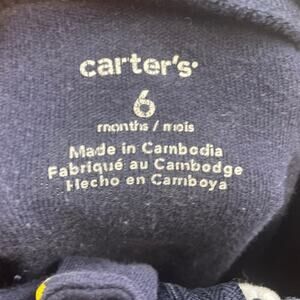 carter's
6
months / mois
Made in Cambodia
Fabriqué au Cambodge
Hecho en Camboya